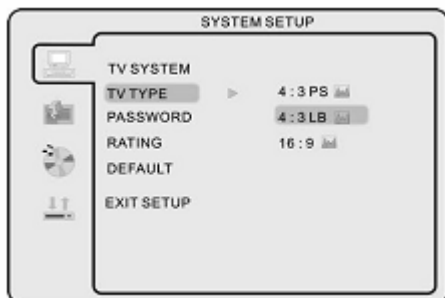 SYSTEM SETUP
TV SYSTEM
TV TYPE
PASSWORD
RATING
DEFAULT
EXIT SETUP
4 : 3 PS
4 : 3 LB
16 : 9